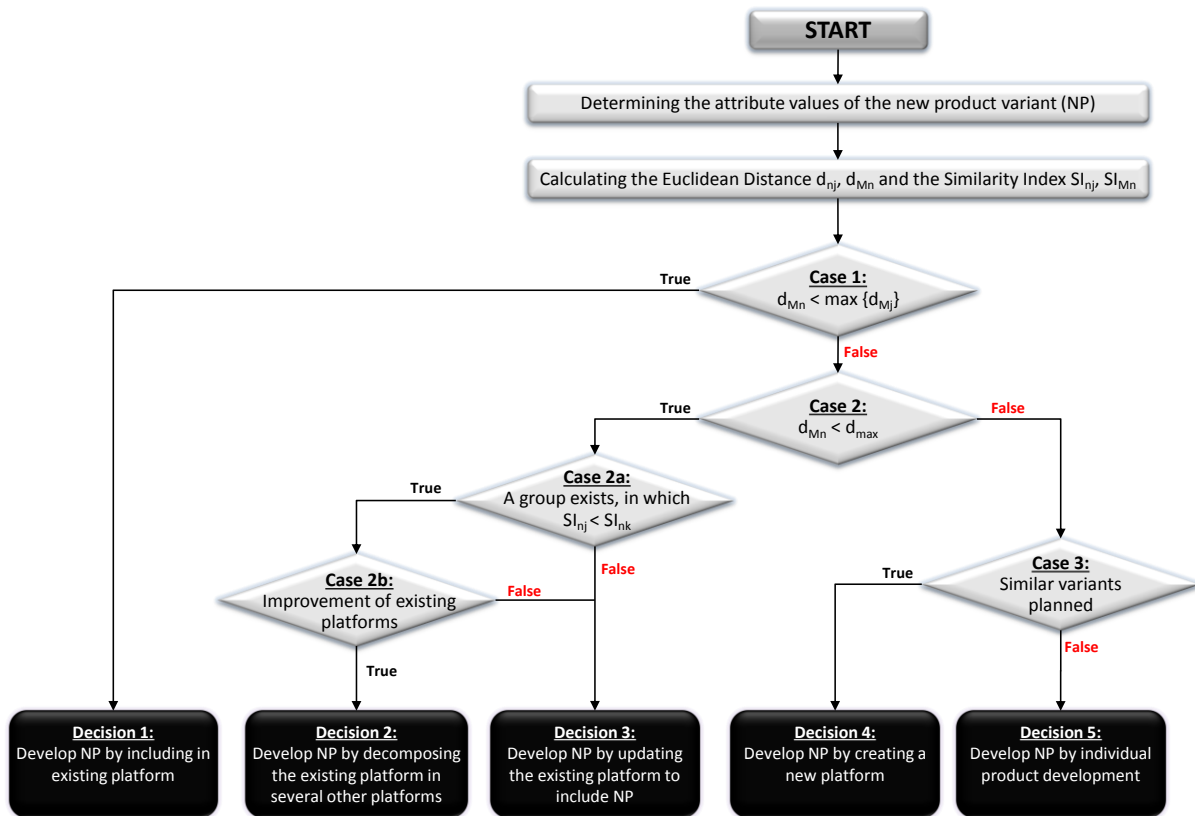 START
Determining the attribute values of the new product variant (NP)
Calculating the Euclidean Distance dnj, dMn and the Similarity Index SInj, SIMn
Case 1:
dMn < max {dMj}
True
False
Case 2:
dMn < dmax
True
False
Case 2a:
A group exists, in which
SInj < SInk
True
False
Case 2b:
Improvement of existing
platforms
False
True
Case 3:
Similar variants
planned
True
False
Decision 1:
Develop NP by including in
existing platform
Decision 2:
Develop NP by decomposing
the existing platform in
several other platforms
Decision 3:
Develop NP by updating
the existing platform to
include NP
Decision 4:
Develop NP by creating a
new platform
Decision 5:
Develop NP by individual
product development